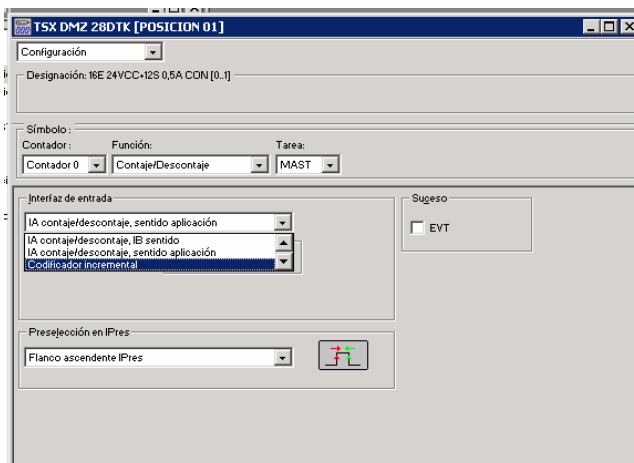 TSX DMZ 28DTK [POSICION 01]
Configuración
Designación: 16E 24VCC+12S 0,5A CON [0..1]
Símbolo :
Contador : Función: Tarea:
Contador 0 Contaje/Descontaje MAST
Interfaz de entrada Suceso
IA contaje/descontaje, sentido aplicación EVT
IA contaje/descontaje, IB sentido
IA contaje/descontaje, sentido aplicación
Codificador incremental
Preselección en IPres
Flanco ascendente IPres